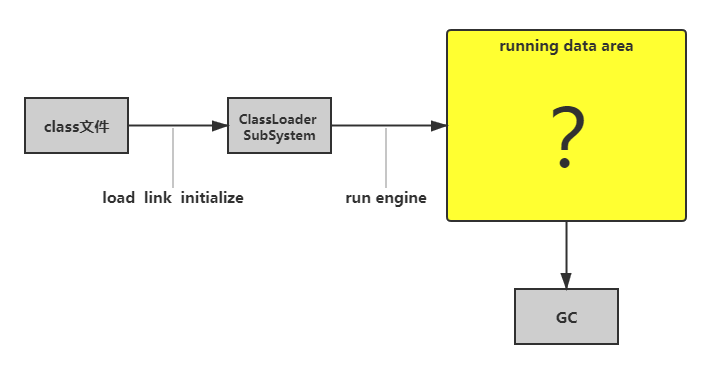 running data area
?
class文件
ClassLoader
SubSystem
load link initialize
run engine
GC